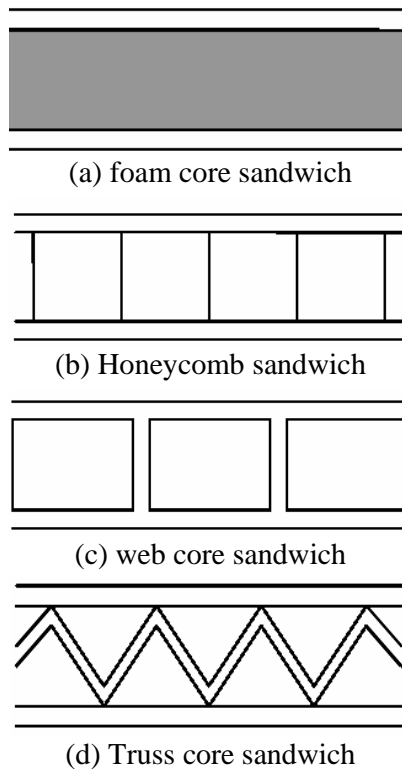 (a) foam core sandwich
(b) Honeycomb sandwich
(c) web core sandwich
(d) Truss core sandwich